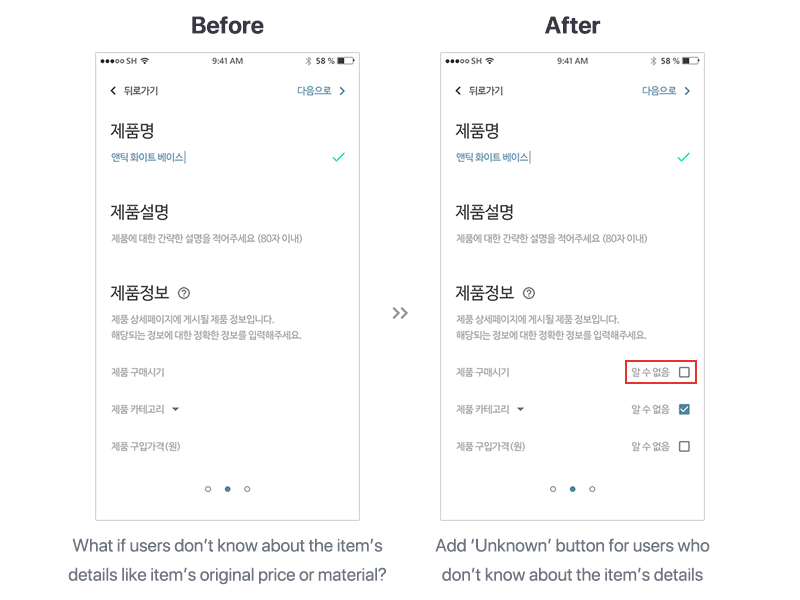 Before
●●●oo SH
9:41 AM
58 %
뒤로가기
다음으로
제품명
앤틱 화이트 베이스
제품설명
제품에 대한 간략한 설명을 적어주세요 (80자 이내)
제품정보 ?
제품 상세페이지에 게시될 제품 정보입니다.
해당되는 정보에 대한 정확한 정보를 입력해주세요.
제품 구매시기
제품 카테고리
제품 구입가격(원)
What if users don't know about the item's
details like item's original price or material?
After
●●●oo SH
9:41 AM
58 %
뒤로가기
다음으로
제품명
앤틱 화이트 베이스
제품설명
제품에 대한 간략한 설명을 적어주세요 (80자 이내)
제품정보 ?
제품 상세페이지에 게시될 제품 정보입니다.
해당되는 정보에 대한 정확한 정보를 입력해주세요.
제품 구매시기 알 수 없음
제품 카테고리 알 수 없음
제품 구입가격(원) 알 수 없음
Add 'Unknown' button for users who
don't know about the item's details